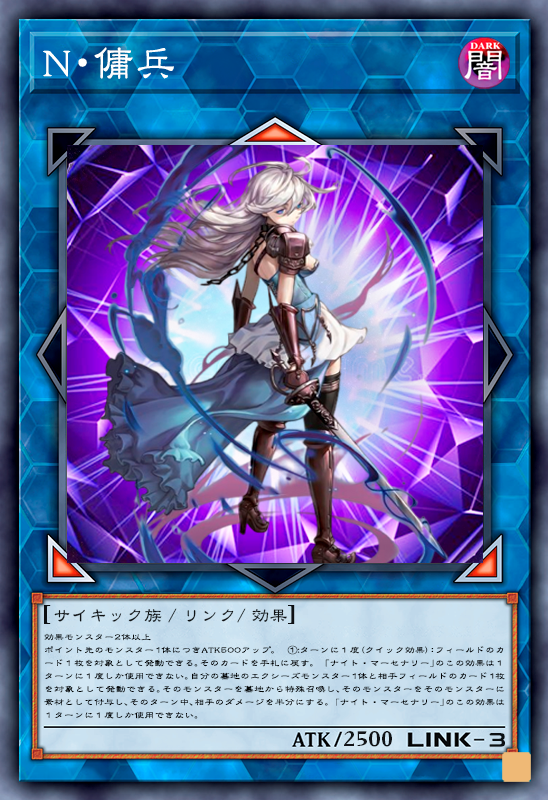 N・傭兵
DARK
闇
[サイキック族 / リンク/ 効果]
効果モンスター2体以上
ポイント先のモンスター1体につきATK500アップ。 ①:ターンに1度(クイック効果):フィールドのカ
ード1枚を対象として発動できる。そのカードを手札に戻す。「ナイト・マーセナリー」のこの効果は1
ターンに1度しか使用できない。自分の墓地のエクシーズモンスター1体と相手フィールドのカード1枚
を対象として発動できる。そのモンスターを墓地から特殊召喚し、そのモンスターをそのモンスターに
素材として付与し、そのターン中、相手のダメージを半分にする。「ナイト・マーセナリー」のこの効果は
1ターンに1度しか使用できない。
ATK/2500 LINK-3